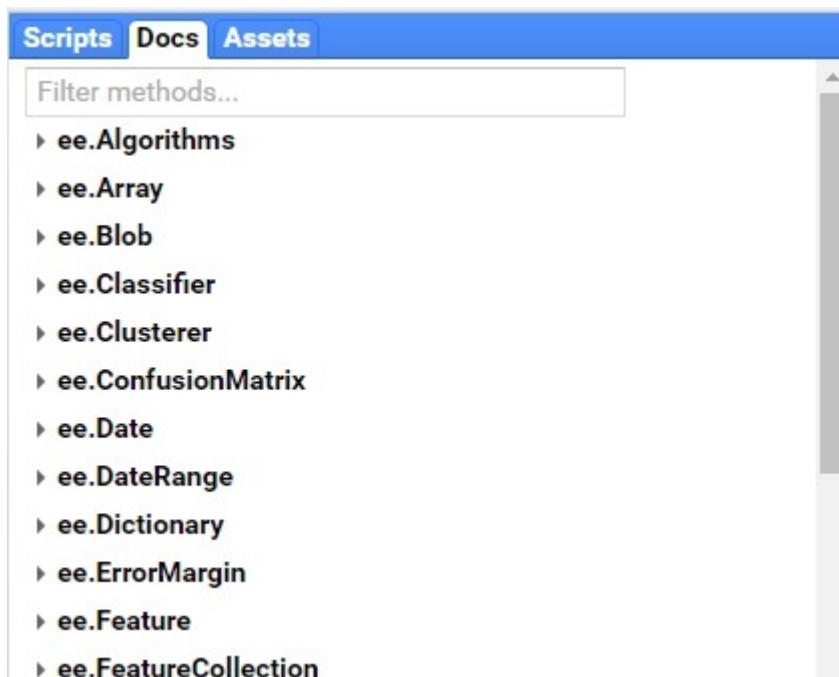 Scripts Docs Assets
Filter methods...
ee.Algorithms
ee.Array
ee.Blob
ee.Classifier
ee.Clusterer
ee.ConfusionMatrix
ee.Date
ee.DateRange
ee.Dictionary
ee.ErrorMargin
ee.Feature
ee.FeatureCollection